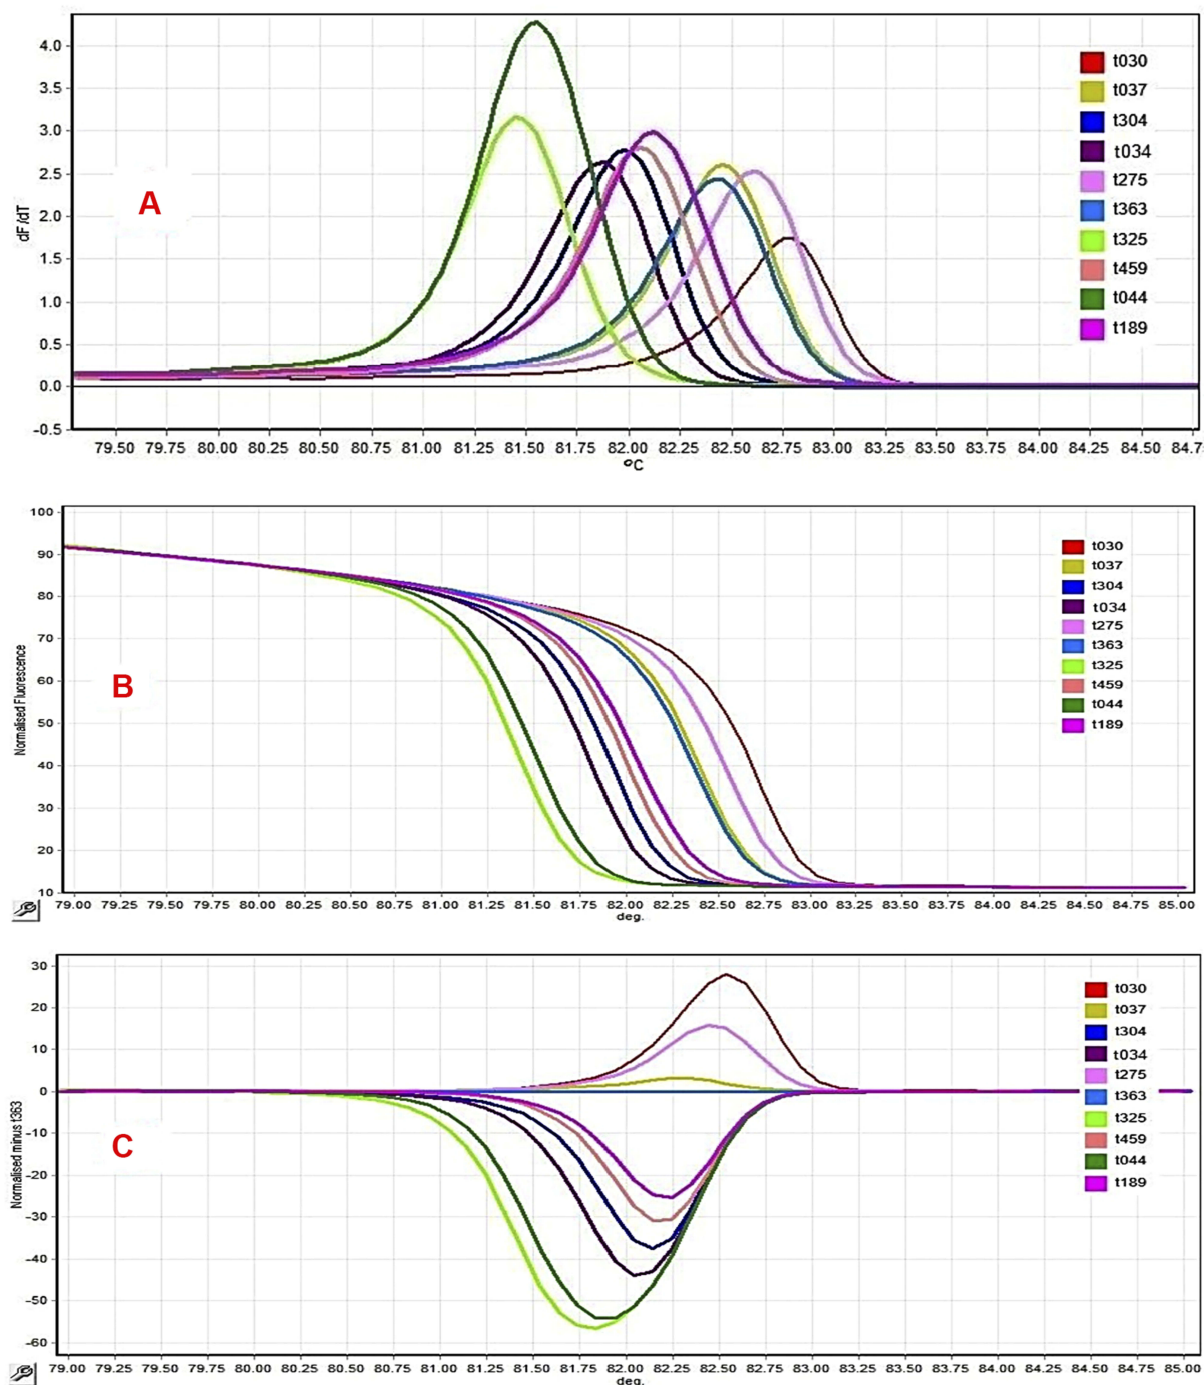 4.0
3.5
3.0
2.5
2.0
1.5
1.0
0.5
0.0
-0.5
dF/dT
A
t030
t037
t304
t034
t275
t363
t325
t459
t044
t189
79.50 79.75 80.00 80.25 80.50 80.75 81.00 81.25 81.50 81.75 82.00 82.25 82.50 82.75 83.00 83.25 83.50 83.75 84.00 84.25 84.50 84.7
ºC
100
90
80
70
60
50
40
30
20
10
Normalised Fluorescence
B
t030
t037
t304
t034
t275
t363
t325
t459
t044
t189
79.00 79.25 79.50 79.75 80.00 80.25 80.50 80.75 81.00 81.25 81.50 81.75 82.00 82.25 82.50 82.75 83.00 83.25 83.50 83.75 84.00 84.25 84.50 84.75 85.00
deg.
30
20
10
0
-10
-20
-30
-40
-50
-60
Normalised minus t363
C
t030
t037
t304
t034
t275
t363
t325
t459
t044
t189
79.00 79.25 79.50 79.75 80.00 80.25 80.50 80.75 81.00 81.25 81.50 81.75 82.00 82.25 82.50 82.75 83.00 83.25 83.50 83.75 84.00 84.25 84.50 84.75 85.00
deg.